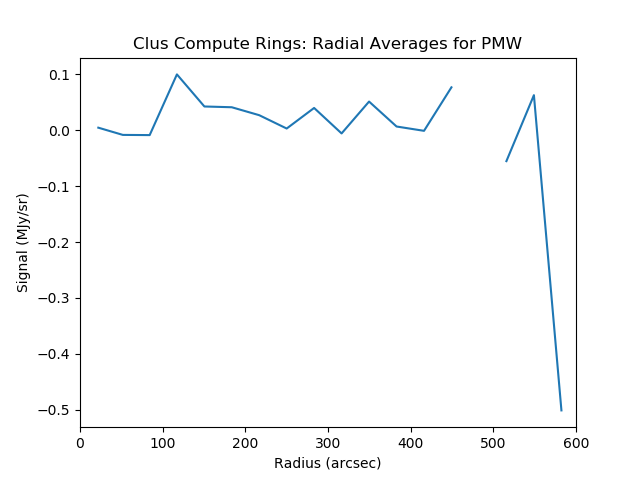 Clus Compute Rings: Radial Averages for PMW
Signal (MJy/sr)
0.1
0.0
−0.1
−0.2
−0.3
−0.4
−0.5
0 100 200 300 400 500 600
Radius (arcsec)